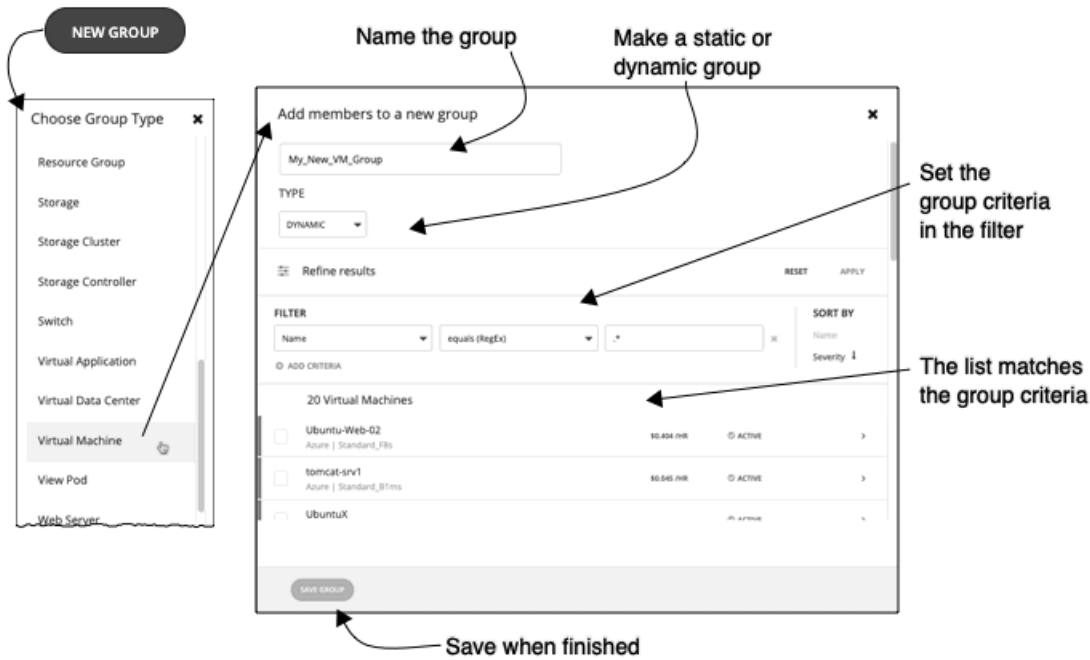 NEW GROUP
Name the group
Make a static or
dynamic group
Choose Group Type
Resource Group
Storage
Storage Cluster
Storage Controller
Switch
Virtual Application
Virtual Data Center
Virtual Machine
View Pod
Web Server
Add members to a new group
My_New_VM_Group
TYPE
DYNAMIC
Refine results
RESET
APPLY
FILTER
SORT BY
Name
equals (RegEx)
.*
Name
Severity
ADD CRITERIA
20 Virtual Machines
Ubuntu-Web-02
Azure | Standard_F8s
$0.404 /HR
ACTIVE
tomcat-srv1
Azure | Standard_B1ms
$0.045 /HR
ACTIVE
UbuntuX
ACTIVE
SAVE GROUP
Set the
group criteria
in the filter
The list matches
the group criteria
Save when finished